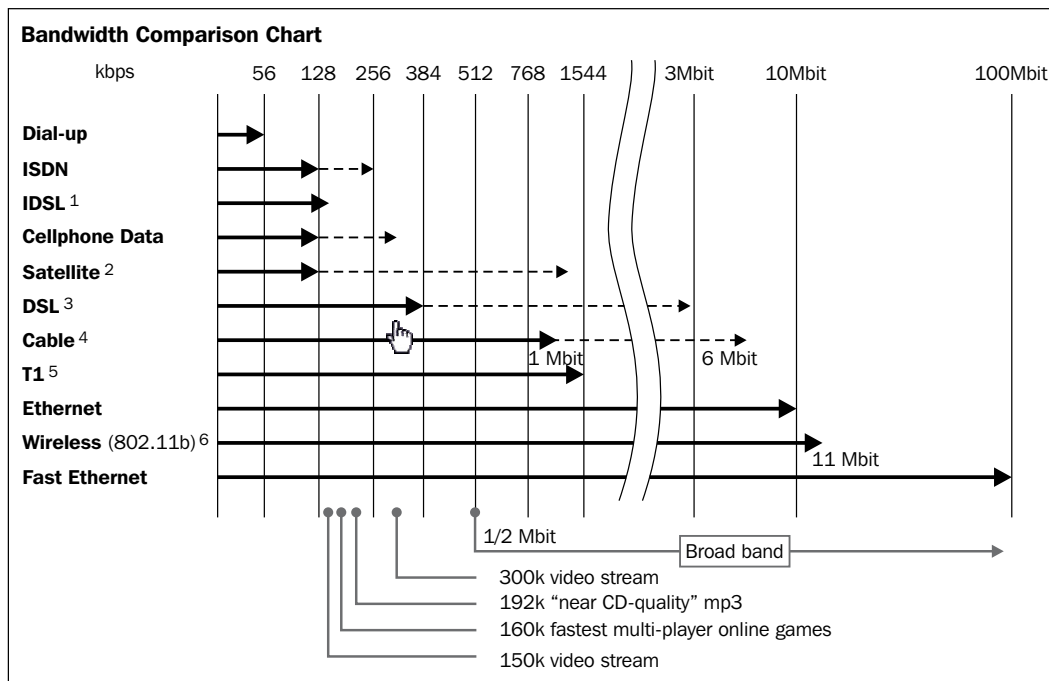 Bandwidth Comparison Chart
kbps 56 128 256 384 512 768 1544 3Mbit 10Mbit 100Mbit
Dial-up
ISDN
IDSL 1
Cellphone Data
Satellite 2
DSL 3
Cable 4
1 Mbit 6 Mbit
T1 5
Ethernet
Wireless (802.11b) 6
11 Mbit
Fast Ethernet
1/2 Mbit
Broad band
300k video stream
192k “near CD-quality” mp3
160k fastest multi-player online games
150k video stream